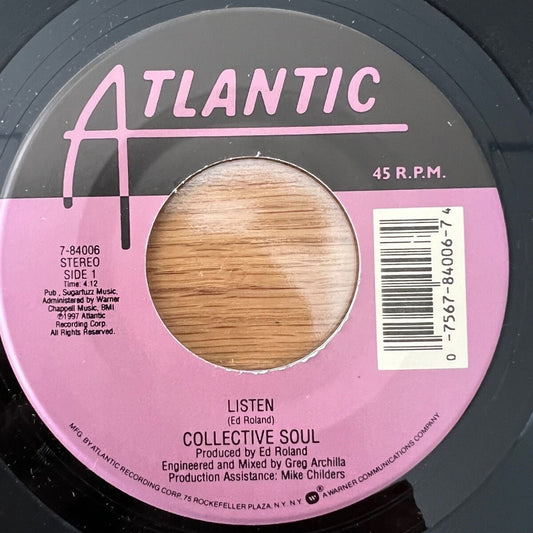 ATLANTIC
45 R.P.M.
7-84006
STEREO
SIDE 1
Time: 4:12
Pub., Sugarfuzz Music,
Administered by Warner
Chappell Music, BMI
℗1997 Atlantic
Recording Corp.
All Rights Reserved.
0 -7567-84006-7 4
LISTEN
(Ed Roland)
COLLECTIVE SOUL
Produced by Ed Roland
Engineered and Mixed by Greg Archilla
Production Assistance: Mike Childers
MFG. BY ATLANTIC RECORDING CORP. 75 ROCKEFELLER PLAZA, N.Y. N.Y. A WARNER COMMUNICATIONS COMPANY